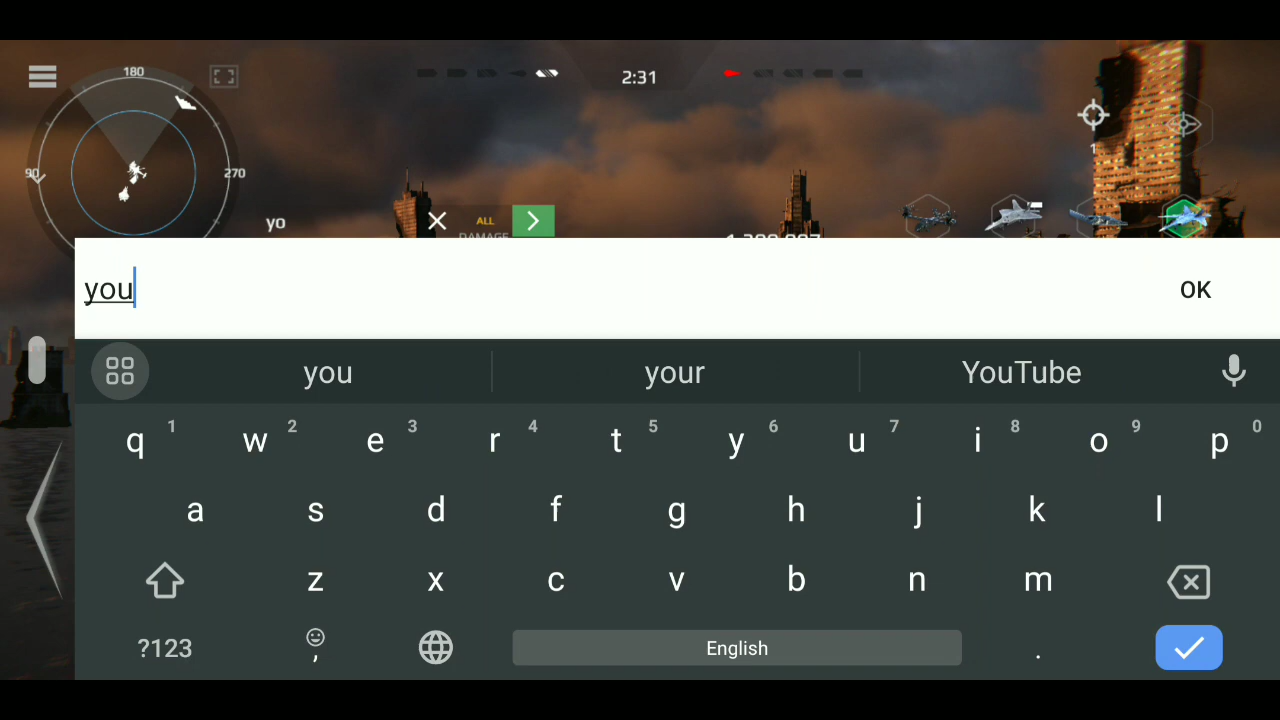 180
2:31
1
90
270
yo
ALL
DAMAGE
you
OK
you your YouTube
q 1 w 2 e 3 r 4 t 5 y 6 u 7 i 8 o 9 p 0
a s d f g h j k l
z x c v b n m
?123 , English .